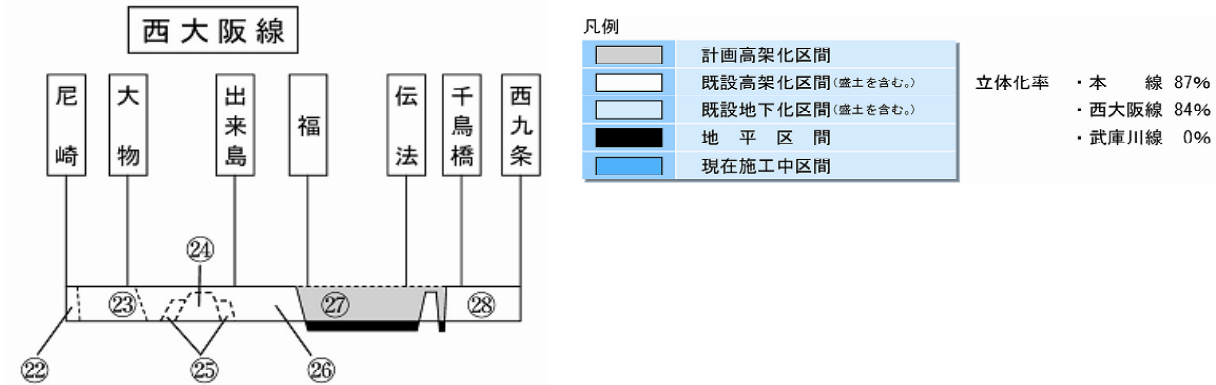 西大阪線
尼崎
大物
出来島
福
伝法
千鳥橋
西九条
㉔
㉓
㉗
㉘
㉒
㉕
㉖
凡例
計画高架化区間
既設高架化区間(盛土を含む。)
既設地下化区間(盛土を含む。)
地平区間
現在施工中区間
立体化率 ・本 線 87%
・西大阪線 84%
・武庫川線 0%